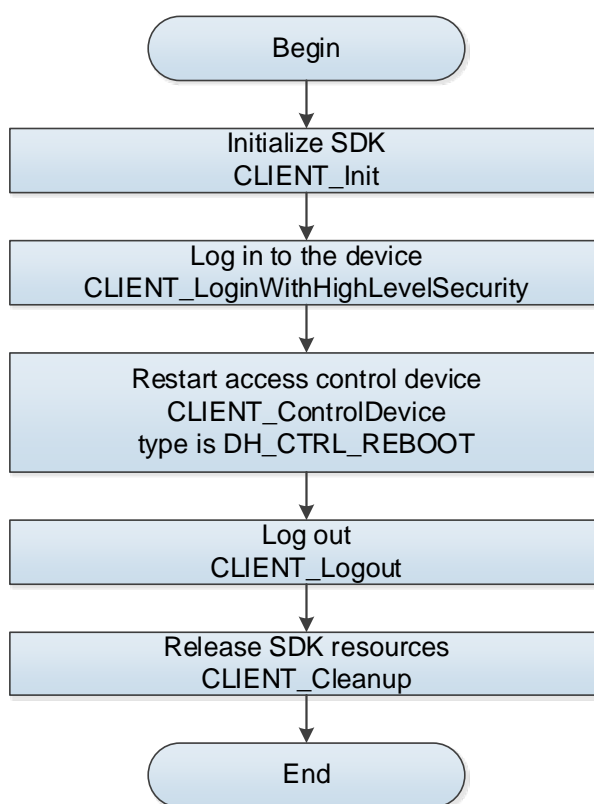 Begin
Initialize SDK
CLIENT_Init
Log in to the device
CLIENT_LoginWithHighLevelSecurity
Restart access control device
CLIENT_ControlDevice
type is DH_CTRL_REBOOT
Log out
CLIENT_Logout
Release SDK resources
CLIENT_Cleanup
End